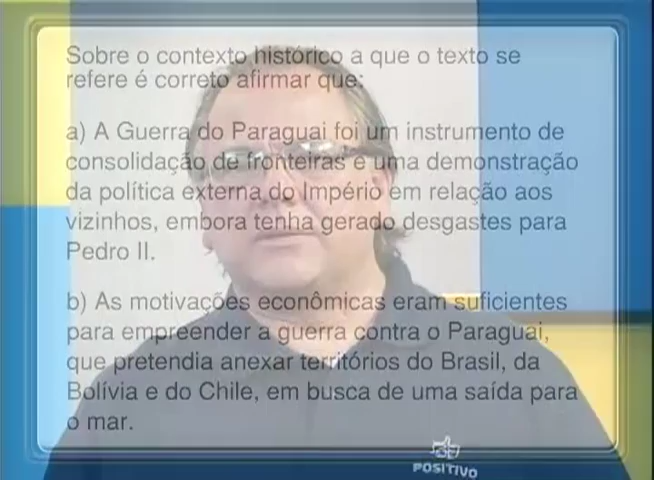 Sobre o contexto histórico a que o texto se
refere é correto afirmar que:
a) A Guerra do Paraguai foi um instrumento de
consolidação de fronteiras e uma demonstração
da política externa do Império em relação aos
vizinhos, embora tenha gerado desgastes para
Pedro II.
b) As motivações econômicas eram suficientes
para empreender a guerra contra o Paraguai,
que pretendia anexar territórios do Brasil, da
Bolívia e do Chile, em busca de uma saída para
o mar.
POSITIVO